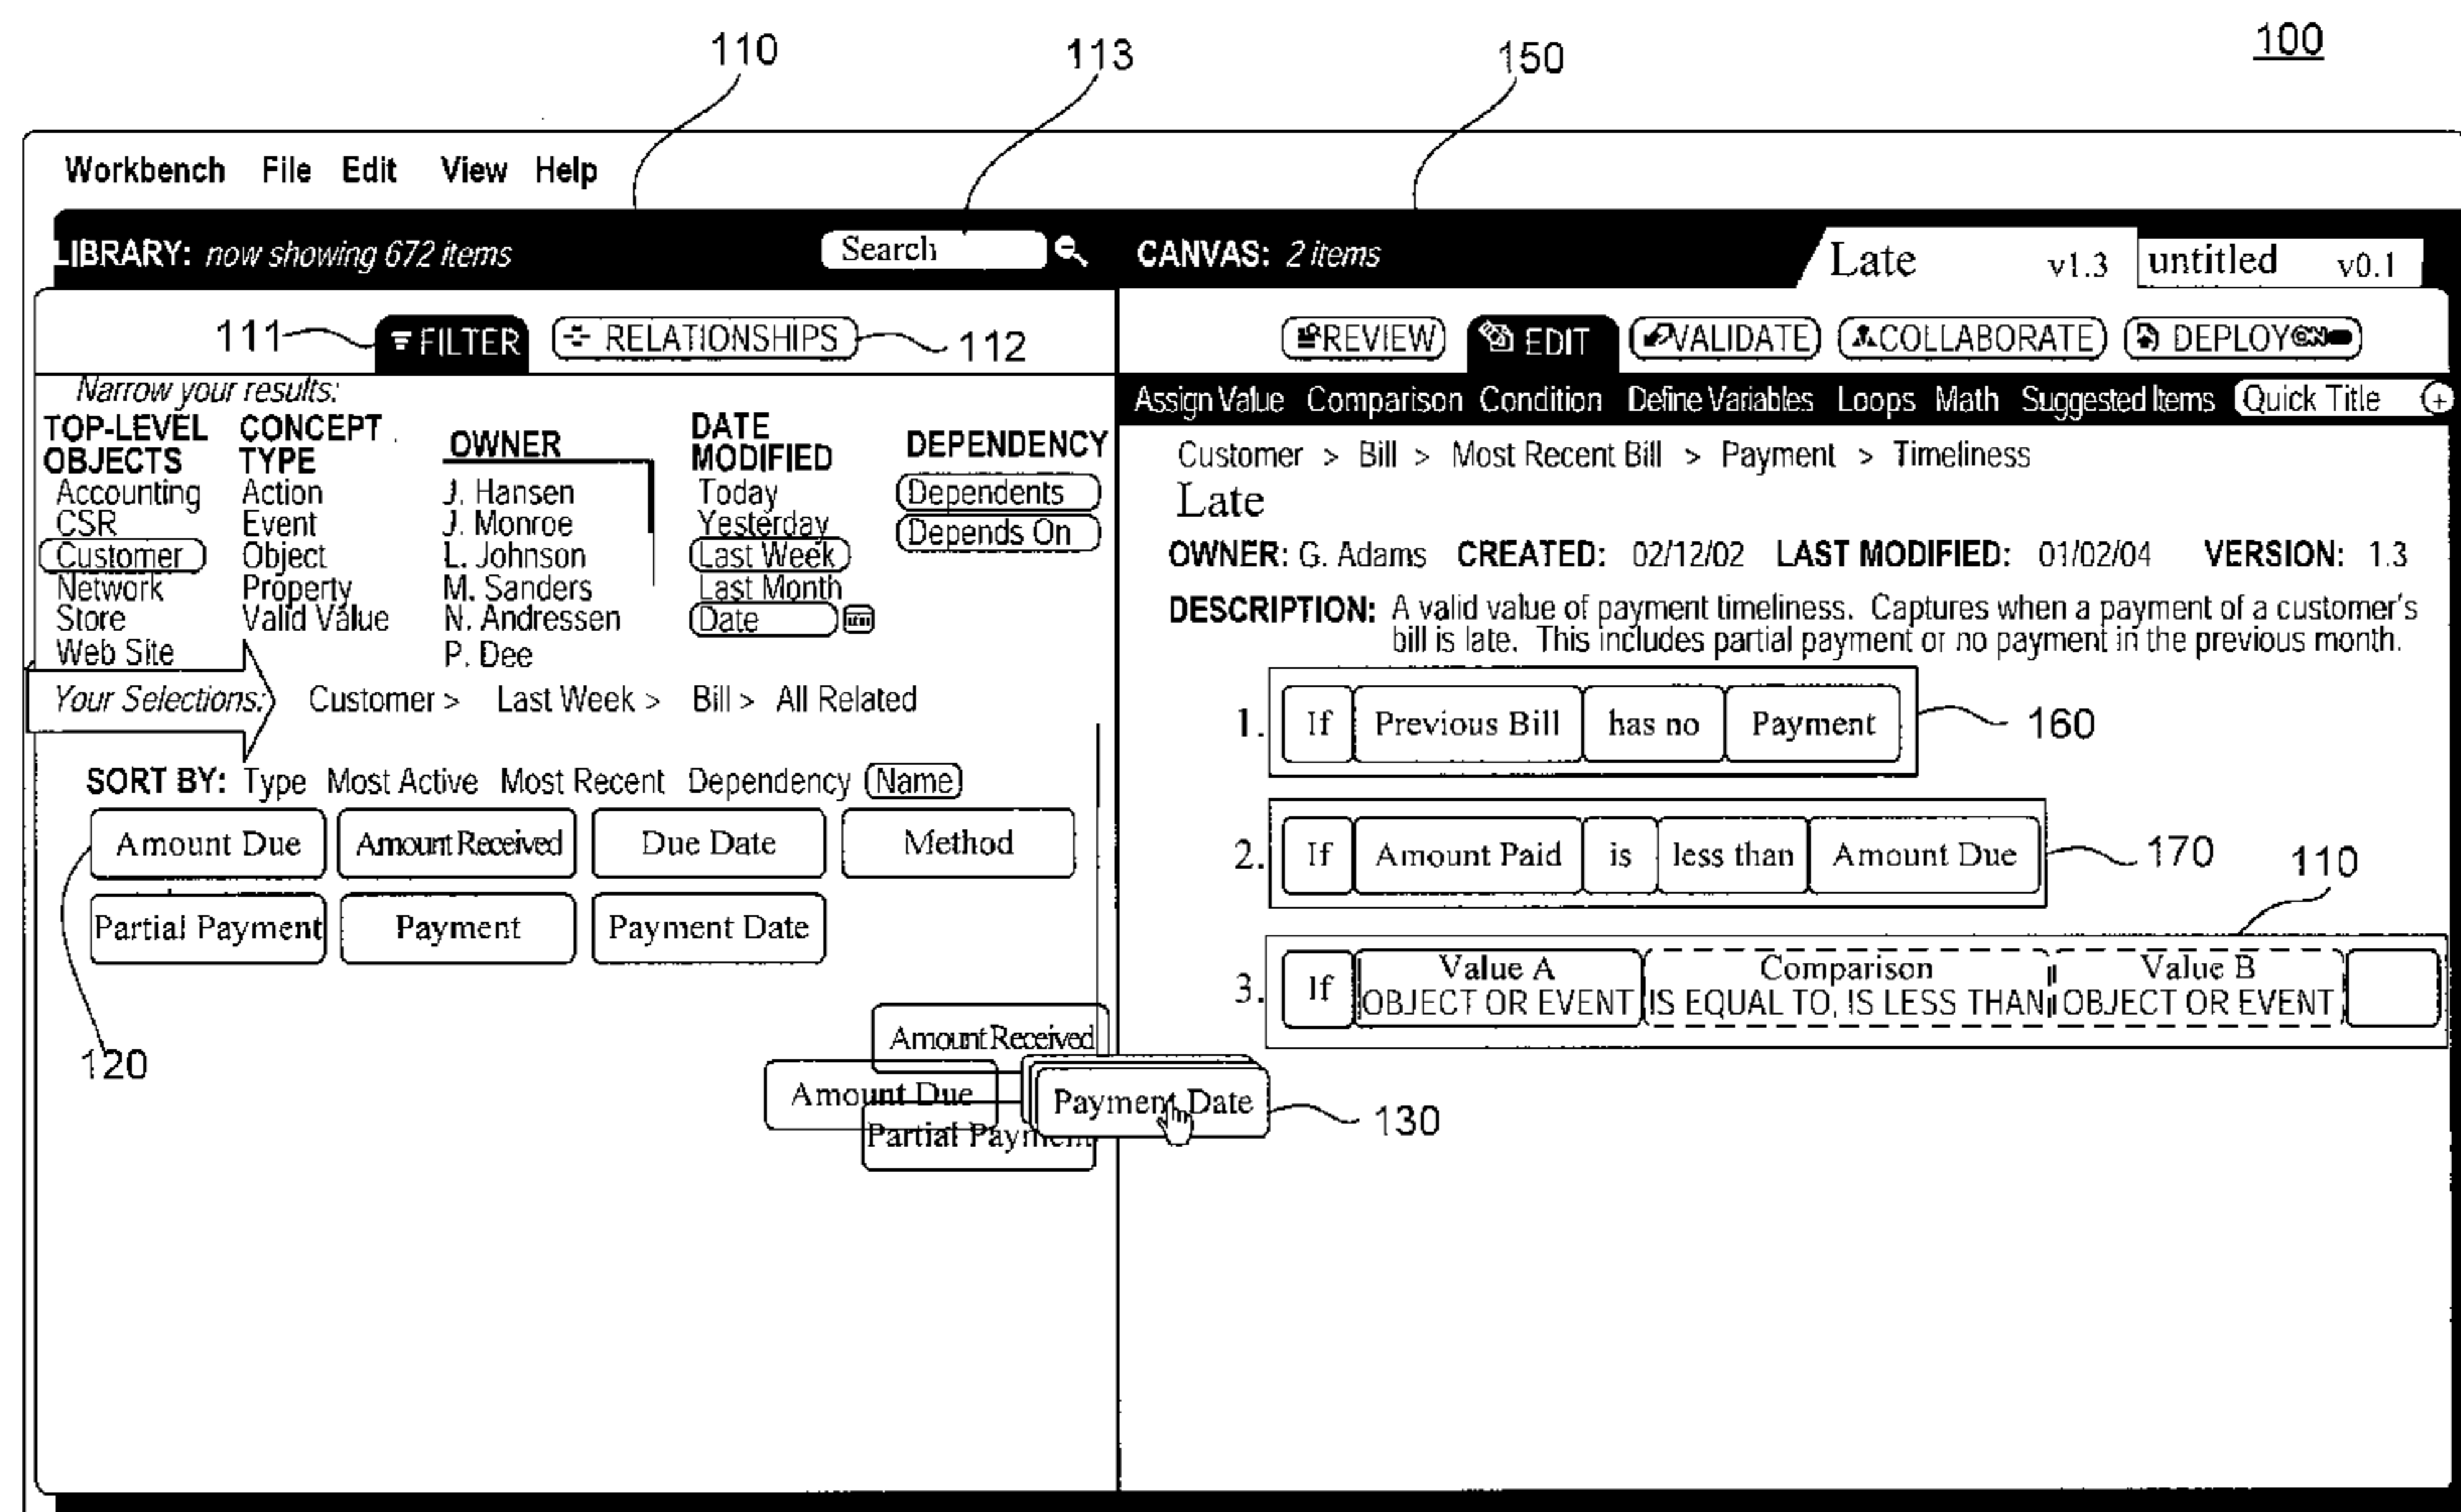 110 113 150 100
Workbench File Edit View Help
LIBRARY: now showing 672 items Search CANVAS: 2 items Late v1.3 untitled v0.1
111 FILTER RELATIONSHIPS 112 REVIEW EDIT VALIDATE COLLABORATE DEPLOY ON
Narrow your results:
Assign Value Comparison Condition Define Variables Loops Math Suggested Items Quick Title +
TOP-LEVEL OBJECTS
Accounting
CSR
Customer
Network
Store
Web Site
CONCEPT TYPE
Action
Event
Object
Property
Valid Value
OWNER
J. Hansen
J. Monroe
L. Johnson
M. Sanders
N. Andressen
P. Dee
DATE MODIFIED
Today
Yesterday
Last Week
Last Month
Date
DEPENDENCY
Dependents
Depends On
Your Selections: Customer > Last Week > Bill > All Related
SORT BY: Type Most Active Most Recent Dependency Name
Amount Due Amount Received Due Date Method
Partial Payment Payment Payment Date
120
Amount Received
Amount Due Payment Date 130
Partial Payment
Customer > Bill > Most Recent Bill > Payment > Timeliness
Late
OWNER: G. Adams CREATED: 02/12/02 LAST MODIFIED: 01/02/04 VERSION: 1.3
DESCRIPTION: A valid value of payment timeliness. Captures when a payment of a customer's
bill is late. This includes partial payment or no payment in the previous month.
1. If Previous Bill has no Payment 160
2. If Amount Paid is less than Amount Due 170
110
3. If Value A Comparison Value B
OBJECT OR EVENT IS EQUAL TO, IS LESS THAN OBJECT OR EVENT